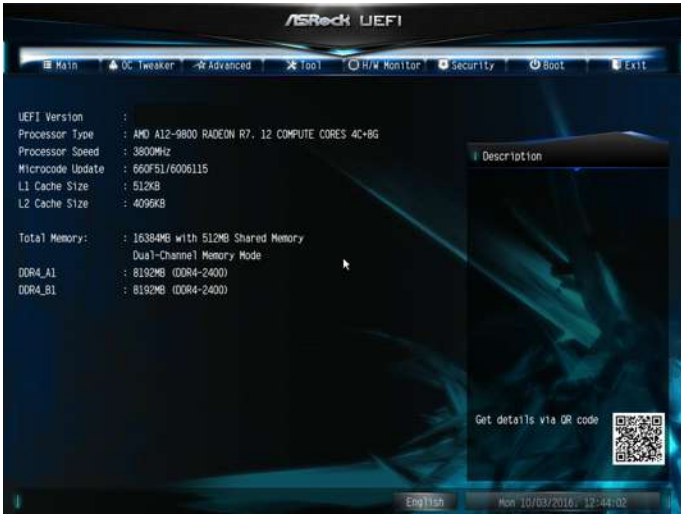 ASRock UEFI
Main OC Tweaker Advanced Tool H/W Monitor Security Boot Exit
UEFI Version :
Processor Type : AMD A12-9800 RADEON R7. 12 COMPUTE CORES 4C+8G
Processor Speed : 3800MHz
Microcode Update : 660F51/6006115
L1 Cache Size : 512KB
L2 Cache Size : 4096KB
Total Memory: : 16384MB with 512MB Shared Memory
Dual-Channel Memory Mode
DDR4_A1 : 8192MB (DDR4-2400)
DDR4_B1 : 8192MB (DDR4-2400)
Description
Get details via QR code
English Mon 10/03/2016. 12:44:02